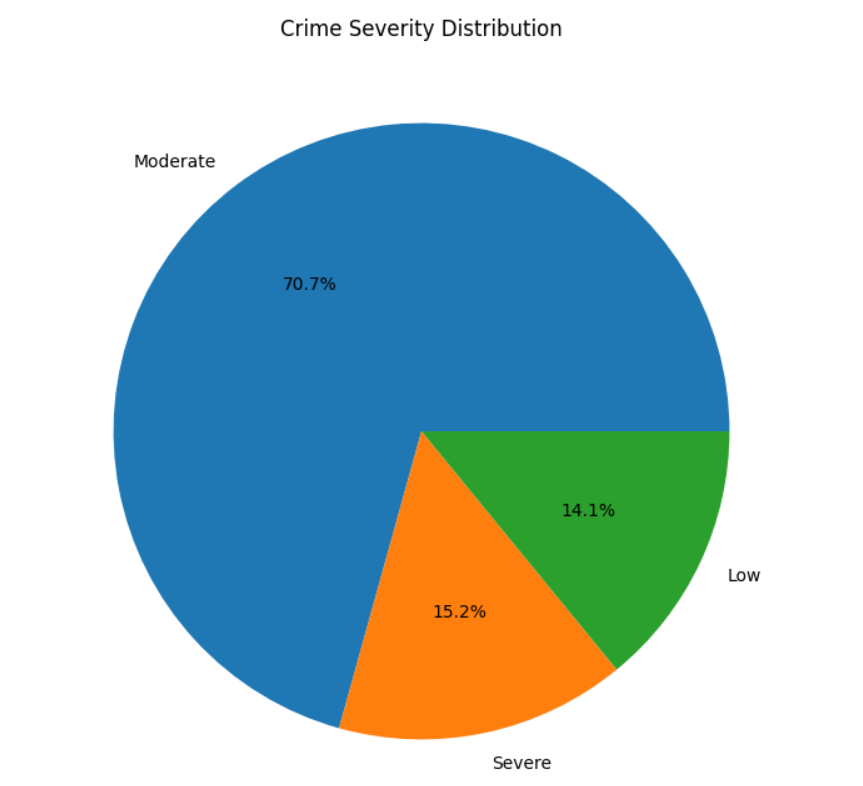 Crime Severity Distribution
Moderate
70.7%
14.1%
Low
15.2%
Severe